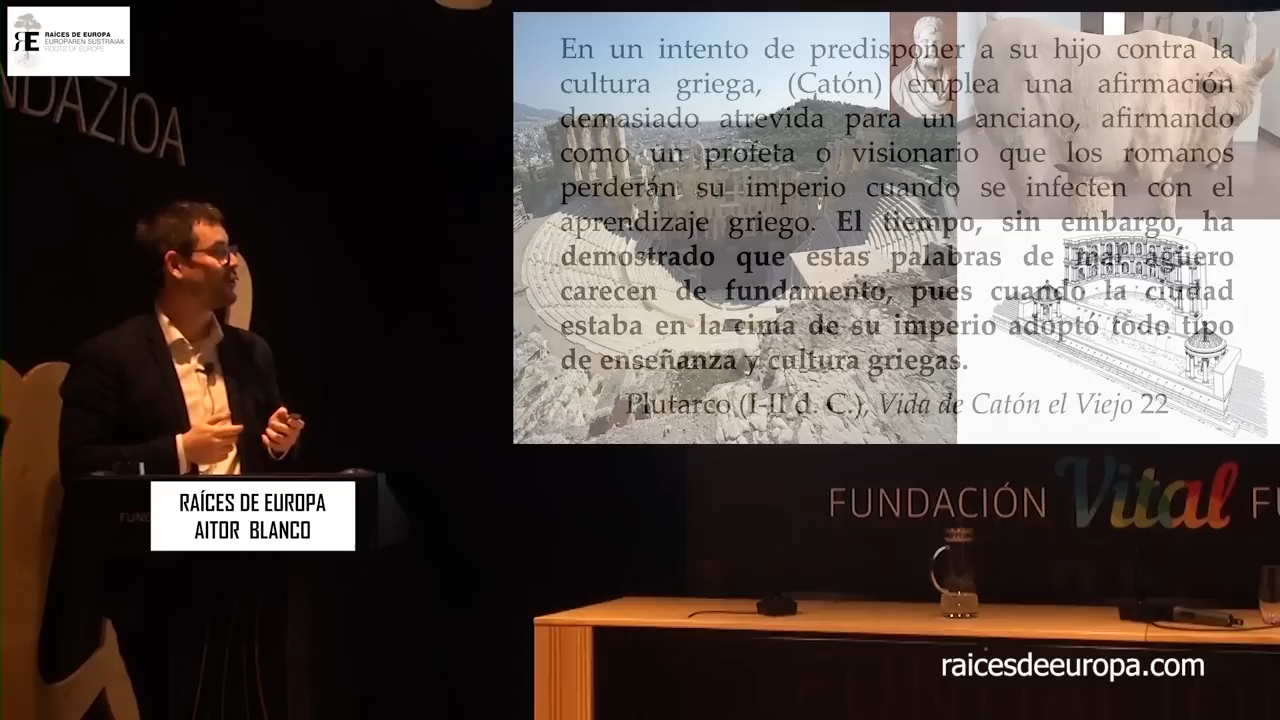 RAÍCES DE EUROPA
EUROPAREN SUSTRAIAK
ROOTS OF EUROPE
NDAZIOA
En un intento de predisponer a su hijo contra la
cultura griega, (Catón) emplea una afirmación
demasiado atrevida para un anciano, afirmando
como un profeta o visionario que los romanos
perderán su imperio cuando se infecten con el
aprendizaje griego. El tiempo, sin embargo, ha
demostrado que estas palabras de mal agüero
carecen de fundamento, pues cuando la ciudad
estaba en la cima de su imperio adoptó todo tipo
de enseñanza y cultura griegas.
Plutarco (I-II d. C.), Vida de Catón el Viejo 22
FUNDACIÓN Vital FU
FUND
RAÍCES DE EUROPA
AITOR BLANCO
raicesdeeuropa.com